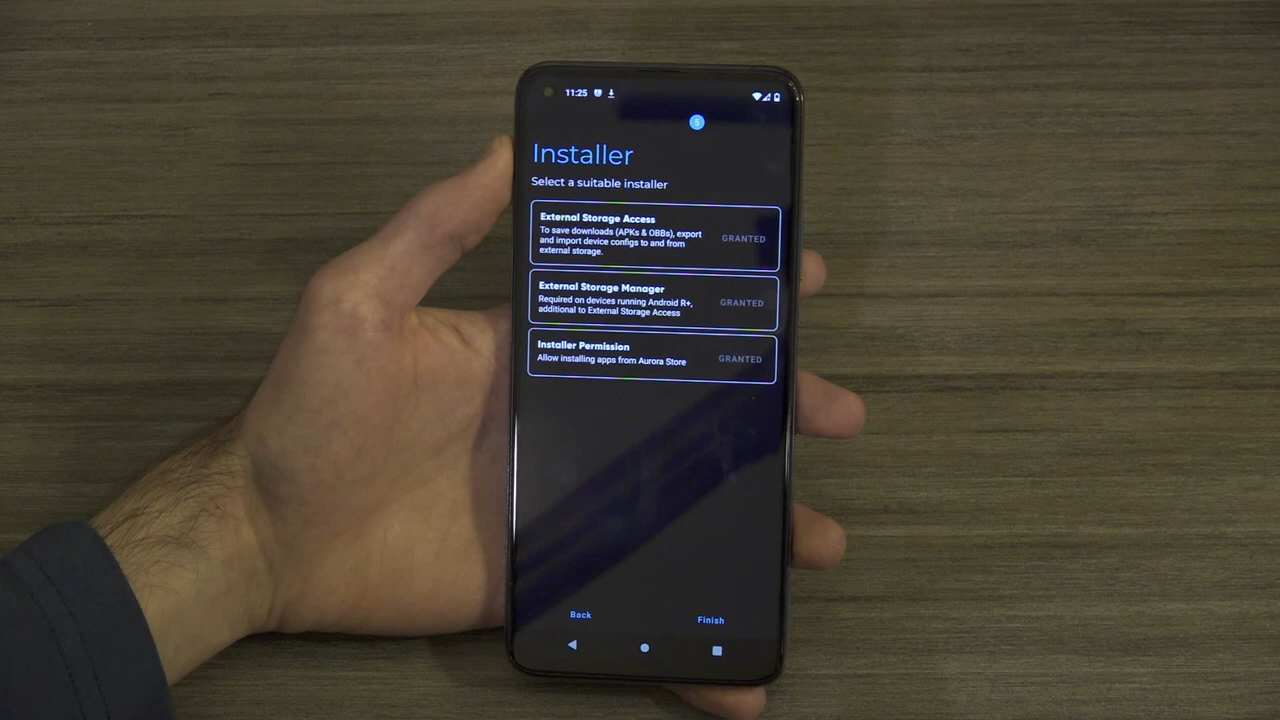 11:25
5
Installer
Select a suitable installer
External Storage Access
To save downloads (APKs & OBBs), export
and import device configs to and from
external storage.
GRANTED
External Storage Manager
Required on devices running Android R+,
additional to External Storage Access
GRANTED
Installer Permission
Allow installing apps from Aurora Store
GRANTED
Back
Finish